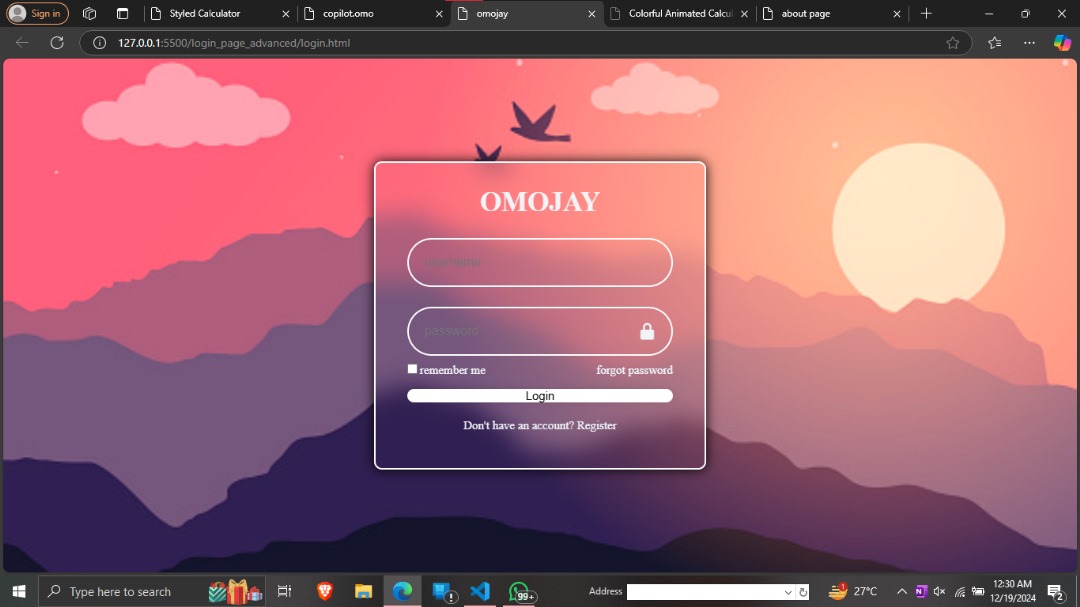 Sign in
Styled Calculator
copilot.omo
omojay
Colorful Animated Calcul
about page
127.0.0.1:5500/login_page_advanced/login.html
OMOJAY
username
password
remember me
forgot password
Login
Don't have an account? Register
Type here to search
99+
Address
1
27°C
12:30 AM
12/19/2024
2